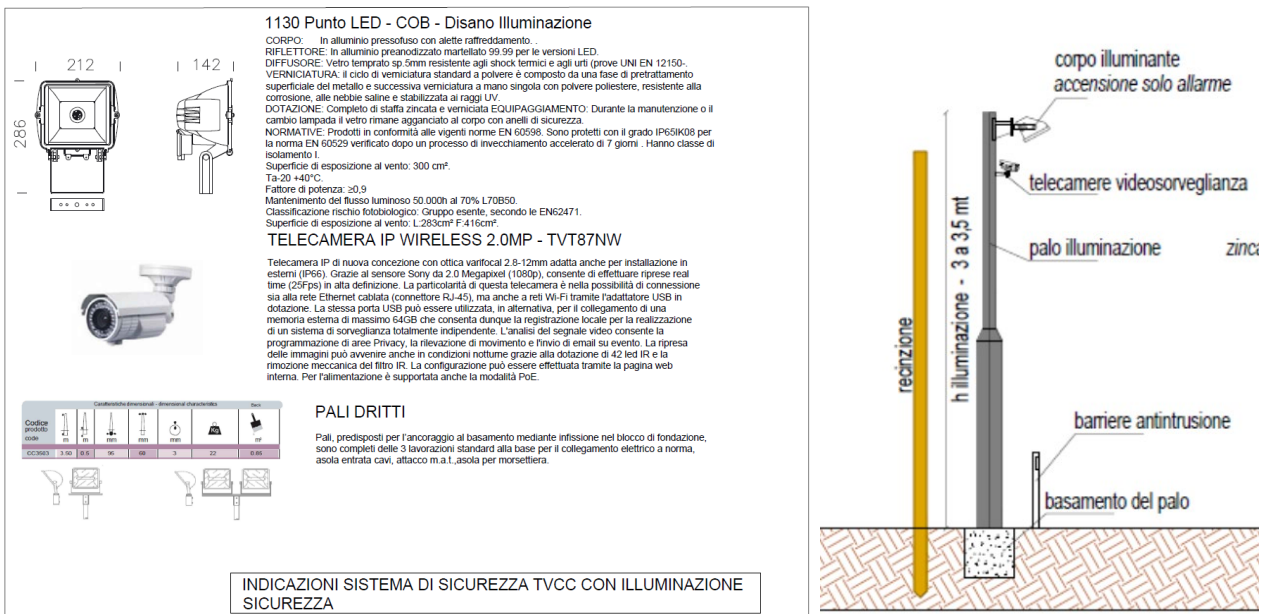 1130 Punto LED - COB - Disano Illuminazione
CORPO: In alluminio pressofuso con alette raffreddamento. .
RIFLETTORE: In alluminio preanodizzato martellato 99.99 per le versioni LED.
DIFFUSORE: Vetro temprato sp.5mm resistente agli shock termici e agli urti (prove UNI EN 12150-.
VERNICIATURA: il ciclo di verniciatura standard a polvere è composto da una fase di pretrattamento
superficiale del metallo e successiva verniciatura a mano singola con polvere poliestere, resistente alla
corrosione, alle nebbie saline e stabilizzata ai raggi UV.
DOTAZIONE: Completo di staffa zincata e verniciata EQUIPAGGIAMENTO: Durante la manutenzione o il
cambio lampada il vetro rimane agganciato al corpo con anelli di sicurezza.
NORMATIVE: Prodotti in conformità alle vigenti norme EN 60598. Sono protetti con il grado IP65IK08 per
la norma EN 60529 verificato dopo un processo di invecchiamento accelerato di 7 giorni . Hanno classe di
isolamento I.
Superficie di esposizione al vento: 300 cm².
Ta-20 +40°C.
Fattore di potenza: ≥0,9
Mantenimento del flusso luminoso 50.000h al 70% L70B50.
Classificazione rischio fotobiologico: Gruppo esente, secondo le EN62471.
Superficie di esposizione al vento: L:283cm² F:416cm².
212
142
286
TELECAMERA IP WIRELESS 2.0MP - TVT87NW
Telecamera IP di nuova concezione con ottica varifocal 2.8-12mm adatta anche per installazione in
esterni (IP66). Grazie al sensore Sony da 2.0 Megapixel (1080p), consente di effettuare riprese real
time (25Fps) in alta definizione. La particolarità di questa telecamera è nella possibilità di connessione
sia alla rete Ethernet cablata (connettore RJ-45), ma anche a reti Wi-Fi tramite l'adattatore USB in
dotazione. La stessa porta USB può essere utilizzata, in alternativa, per il collegamento di una
memoria esterna di massimo 64GB che consenta dunque la registrazione locale per la realizzazione
di un sistema di sorveglianza totalmente indipendente. L'analisi del segnale video consente la
programmazione di aree Privacy, la rilevazione di movimento e l'invio di email su evento. La ripresa
delle immagini può avvenire anche in condizioni notturne grazie alla dotazione di 42 led IR e la
rimozione meccanica del filtro IR. La configurazione può essere effettuata tramite la pagina web
interna. Per l'alimentazione è supportata anche la modalità PoE.
Caratteristiche dimensionali - dimensional characteristics
Codice
prodotto
code
m m mm mm mm Kg m²
CC3503 3.50 0.5 96 60 3 22 0.85
PALI DRITTI
Pali, predisposti per l'ancoraggio al basamento mediante infissione nel blocco di fondazione,
sono completi delle 3 lavorazioni standard alla base per il collegamento elettrico a norma,
asola entrata cavi, attacco m.a.t.,asola per morsettiera.
INDICAZIONI SISTEMA DI SICUREZZA TVCC CON ILLUMINAZIONE
SICUREZZA
corpo illuminante
accensione solo allarme
telecamere videosorveglianza
palo illuminazione
zinca
h illuminazione - 3 a 3,5 mt
recinzione
barriere antintrusione
basamento del palo